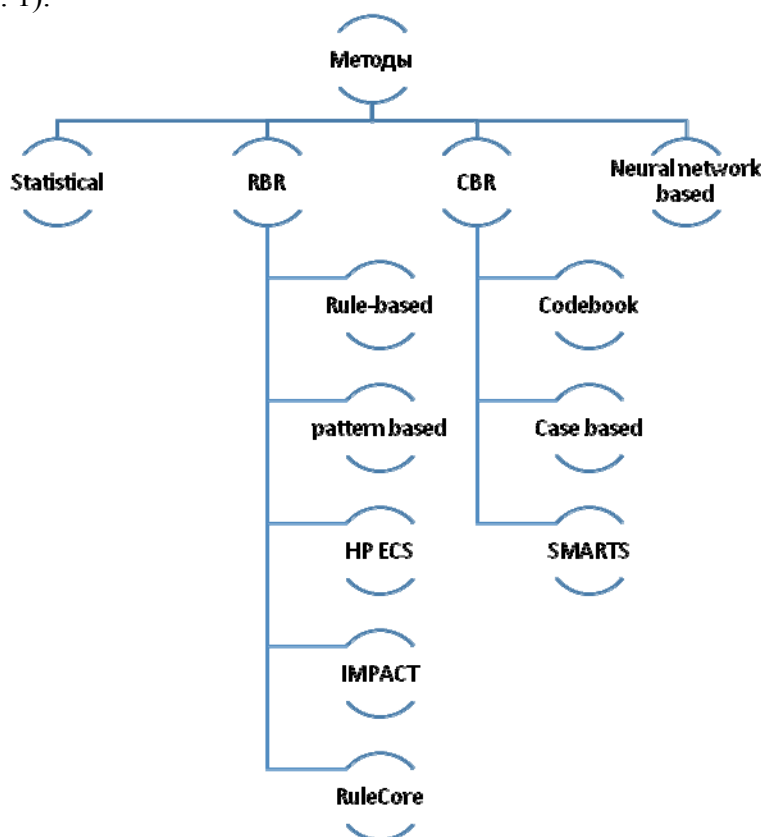 . 1).
Методы
Statistical
RBR
CBR
Neural network
based
Rule-based
Codebook
pattern based
Case based
HP ECS
SMARTS
IMPACT
RuleCore